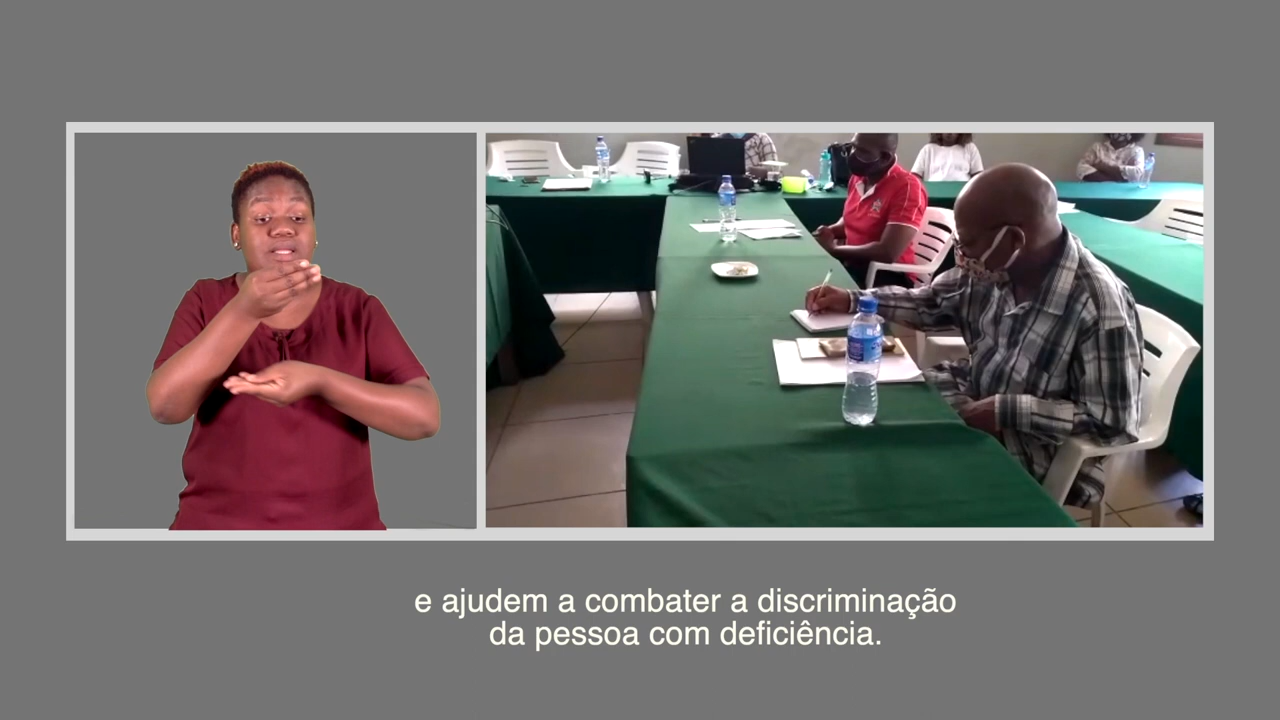 e ajudem a combater a discriminação
da pessoa com deficiência.